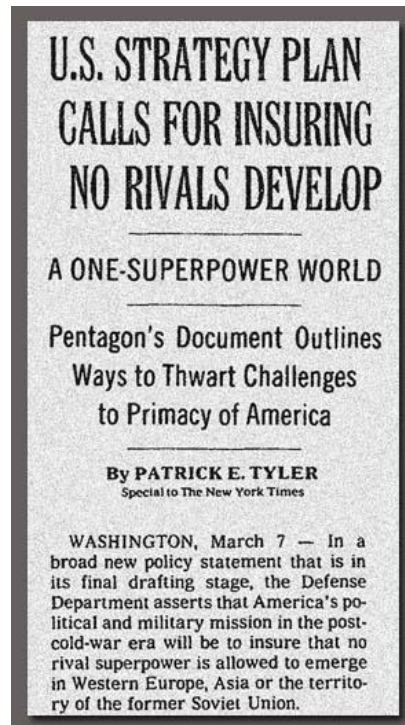 U.S. STRATEGY PLAN
CALLS FOR INSURING
NO RIVALS DEVELOP
A ONE-SUPERPOWER WORLD
Pentagon's Document Outlines
Ways to Thwart Challenges
to Primacy of America
By PATRICK E. TYLER
Special to The New York Times
WASHINGTON, March 7 — In a
broad new policy statement that is in
its final drafting stage, the Defense
Department asserts that America's po-
litical and military mission in the post-
cold-war era will be to insure that no
rival superpower is allowed to emerge
in Western Europe, Asia or the territo-
ry of the former Soviet Union.